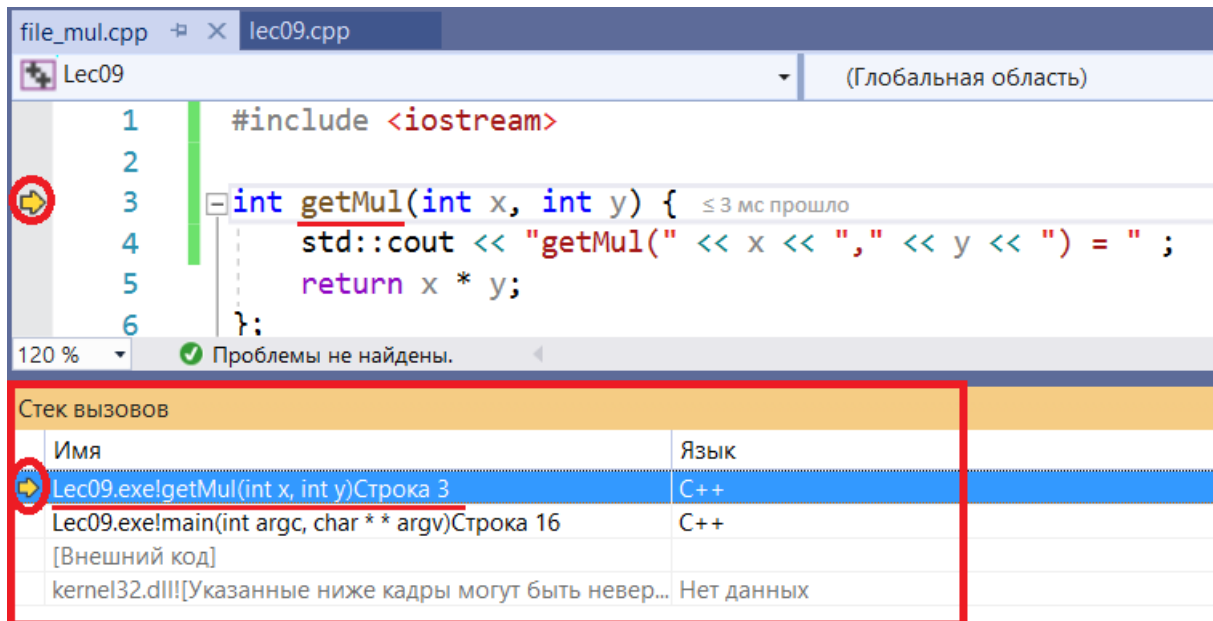 file_mul.cpp lec09.cpp
Lec09 (Глобальная область)
1 #include <iostream>
2
3 int getMul(int x, int y) { ≤ 3 мс прошло
4 std::cout << "getMul(" << x << "," << y << ") = " ;
5 return x * y;
6 };
120 % Проблемы не найдены.
Стек вызовов
Имя Язык
Lec09.exe!getMul(int x, int y)Строка 3 C++
Lec09.exe!main(int argc, char * * argv)Строка 16 C++
[Внешний код]
kernel32.dll![Указанные ниже кадры могут быть невер... Нет данных